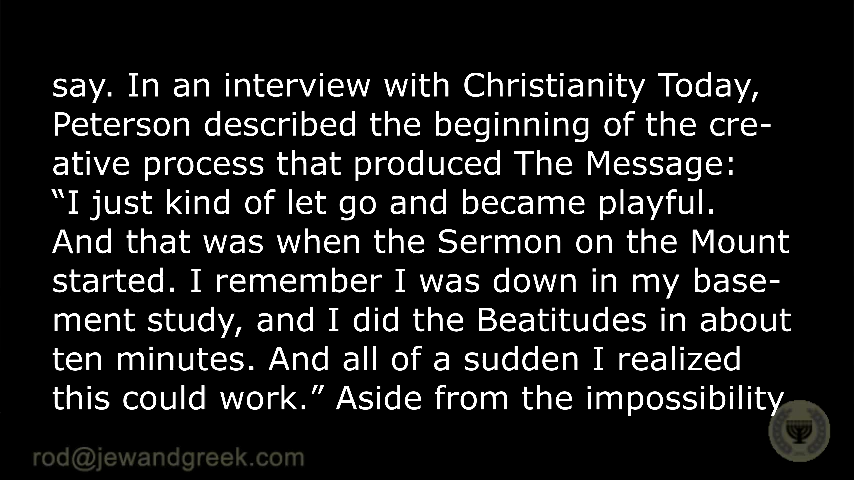 say. In an interview with Christianity Today,
Peterson described the beginning of the cre-
ative process that produced The Message:
“I just kind of let go and became playful.
And that was when the Sermon on the Mount
started. I remember I was down in my base-
ment study, and I did the Beatitudes in about
ten minutes. And all of a sudden I realized
this could work.” Aside from the impossibility
rod@jewandgreek.com